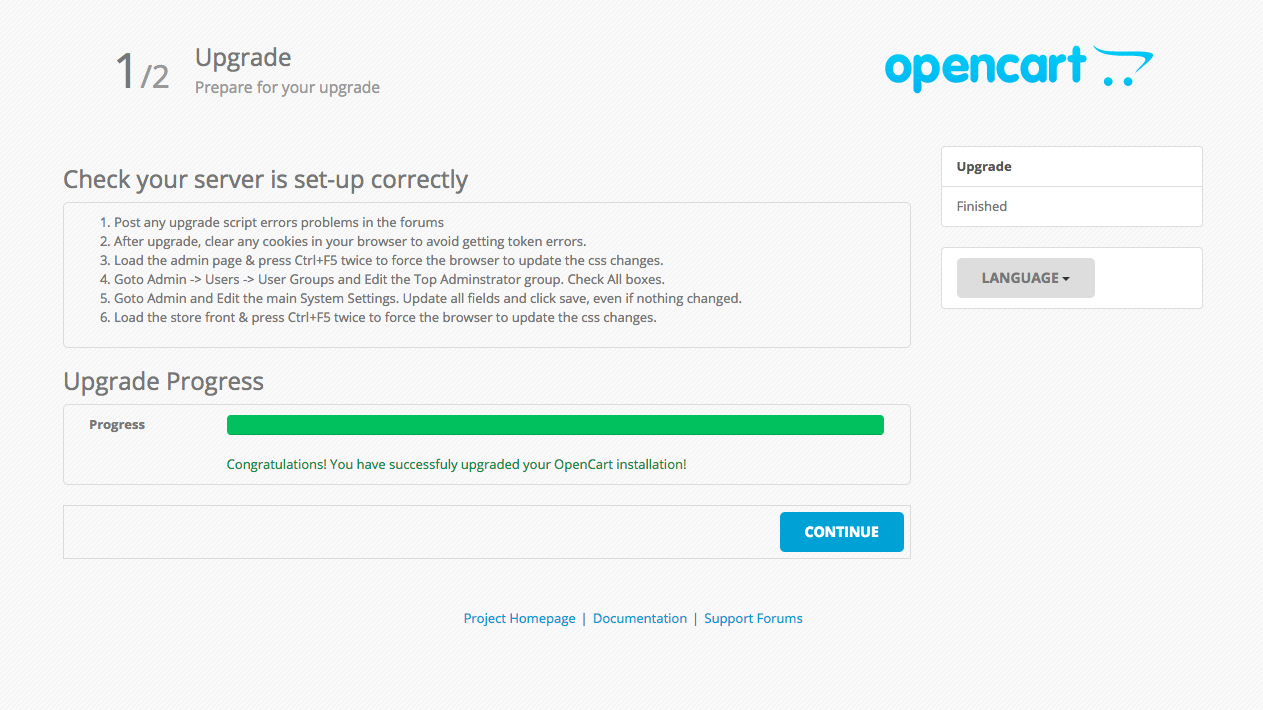 1/2
Upgrade
Prepare for your upgrade
opencart
Check your server is set-up correctly
1. Post any upgrade script errors problems in the forums
2. After upgrade, clear any cookies in your browser to avoid getting token errors.
3. Load the admin page & press Ctrl+F5 twice to force the browser to update the css changes.
4. Goto Admin -> Users -> User Groups and Edit the Top Adminstrator group. Check All boxes.
5. Goto Admin and Edit the main System Settings. Update all fields and click save, even if nothing changed.
6. Load the store front & press Ctrl+F5 twice to force the browser to update the css changes.
Upgrade
Finished
LANGUAGE
Upgrade Progress
Progress
Congratulations! You have successfuly upgraded your OpenCart installation!
CONTINUE
Project Homepage | Documentation | Support Forums